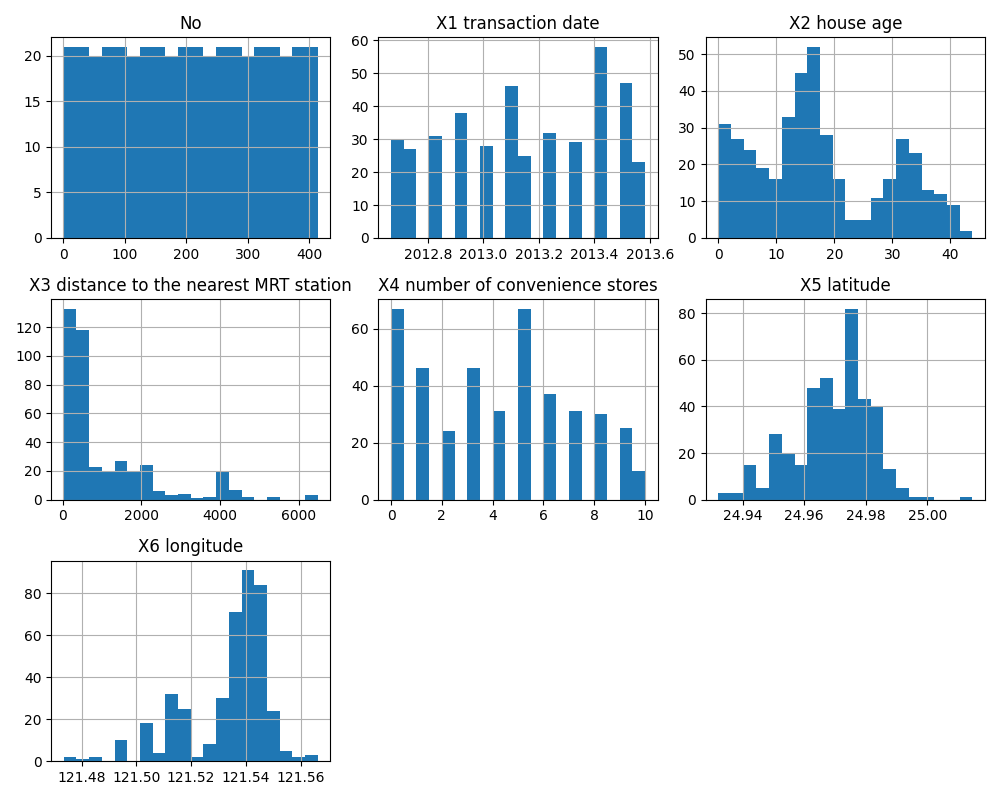 No
20
15
10
5
0
0 100 200 300 400
X1 transaction date
60
50
40
30
20
10
0
2012.8 2013.0 2013.2 2013.4 2013.6
X2 house age
50
40
30
20
10
0
0 10 20 30 40
X3 distance to the nearest MRT station
120
100
80
60
40
20
0
0 2000 4000 6000
X4 number of convenience stores
60
40
20
0
0 2 4 6 8 10
X5 latitude
80
60
40
20
0
24.94 24.96 24.98 25.00
X6 longitude
80
60
40
20
0
121.48 121.50 121.52 121.54 121.56